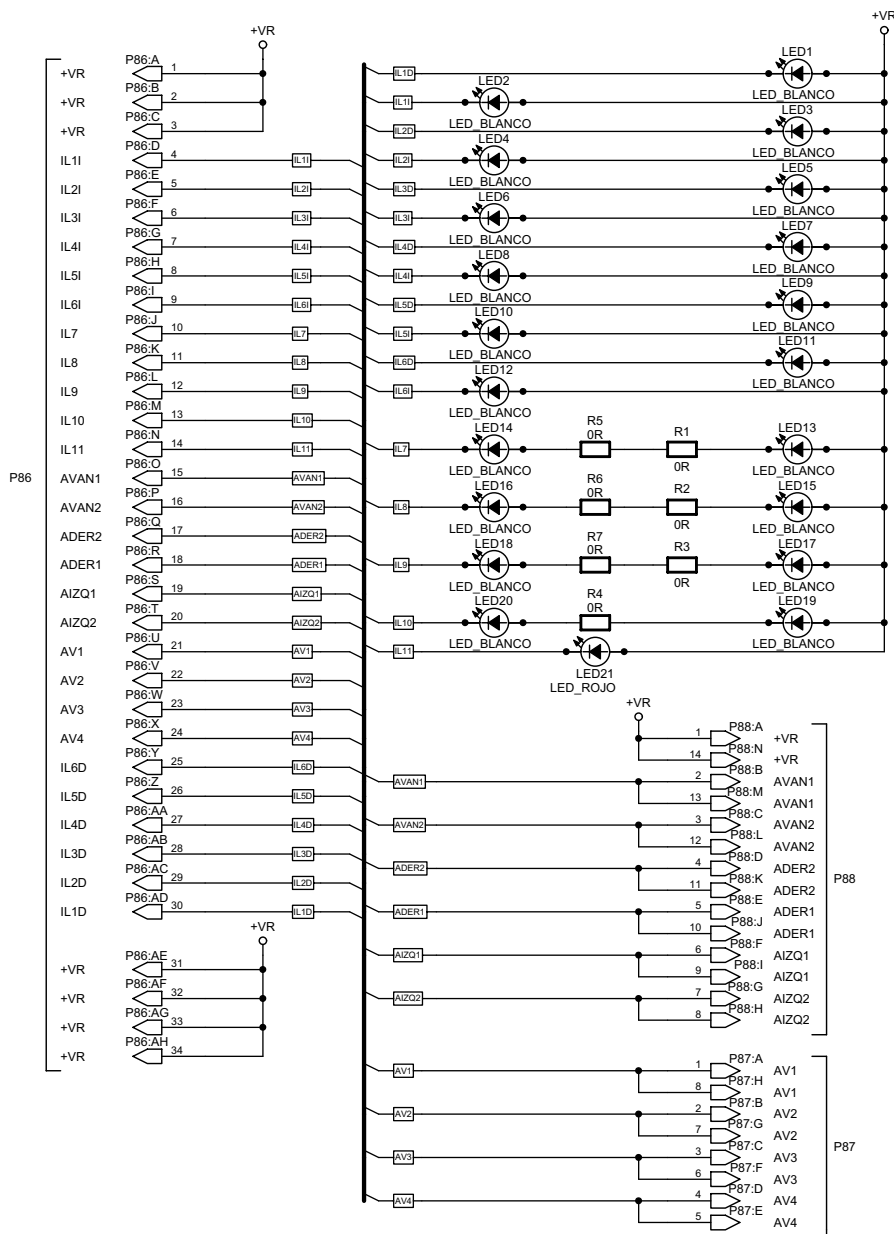 +VR
+VR
P86
+VR P86:A 1
+VR P86:B 2
+VR P86:C 3
IL1I P86:D 4 IL1I
IL2I P86:E 5 IL2I
IL3I P86:F 6 IL3I
IL4I P86:G 7 IL4I
IL5I P86:H 8 IL5I
IL6I P86:I 9 IL6I
IL7 P86:J 10 IL7
IL8 P86:K 11 IL8
IL9 P86:L 12 IL9
IL10 P86:M 13 IL10
IL11 P86:N 14 IL11
AVAN1 P86:O 15 AVAN1
AVAN2 P86:P 16 AVAN2
ADER2 P86:Q 17 ADER2
ADER1 P86:R 18 ADER1
AIZQ1 P86:S 19 AIZQ1
AIZQ2 P86:T 20 AIZQ2
AV1 P86:U 21 AV1
AV2 P86:V 22 AV2
AV3 P86:W 23 AV3
AV4 P86:X 24 AV4
IL6D P86:Y 25 IL6D
IL5D P86:Z 26 IL5D
IL4D P86:AA 27 IL4D
IL3D P86:AB 28 IL3D
IL2D P86:AC 29 IL2D
IL1D P86:AD 30 IL1D
+VR
+VR P86:AE 31
+VR P86:AF 32
+VR P86:AG 33
+VR P86:AH 34
IL1D LED1 LED_BLANCO
IL1I LED2 LED_BLANCO
IL2D LED3 LED_BLANCO
IL2I LED4 LED_BLANCO
IL3D LED5 LED_BLANCO
IL3I LED6 LED_BLANCO
IL4D LED7 LED_BLANCO
IL4I LED8 LED_BLANCO
IL5D LED9 LED_BLANCO
IL5I LED10 LED_BLANCO
IL6D LED11 LED_BLANCO
IL6I LED12 LED_BLANCO
IL7 LED14 LED_BLANCO R5 0R R1 0R LED13 LED_BLANCO
IL8 LED16 LED_BLANCO R6 0R R2 0R LED15 LED_BLANCO
IL9 LED18 LED_BLANCO R7 0R R3 0R LED17 LED_BLANCO
IL10 LED20 LED_BLANCO R4 0R LED19 LED_BLANCO
IL11 LED21 LED_ROJO
+VR
P88
1 P88:A +VR
14 P88:N +VR
AVAN1 2 P88:B AVAN1
13 P88:M AVAN1
AVAN2 3 P88:C AVAN2
12 P88:L AVAN2
ADER2 4 P88:D ADER2
11 P88:K ADER2
ADER1 5 P88:E ADER1
10 P88:J ADER1
AIZQ1 6 P88:F AIZQ1
9 P88:I AIZQ1
AIZQ2 7 P88:G AIZQ2
8 P88:H AIZQ2
P87
AV1 1 P87:A AV1
8 P87:H AV1
AV2 2 P87:B AV2
7 P87:G AV2
AV3 3 P87:C AV3
6 P87:F AV3
AV4 4 P87:D AV4
5 P87:E AV4